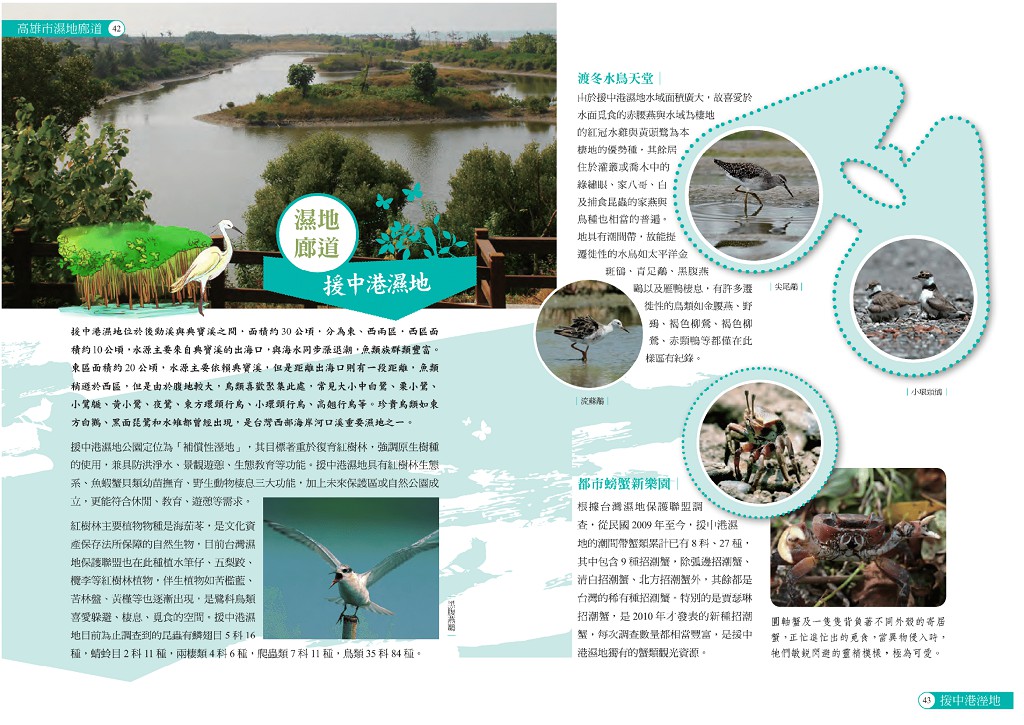 高雄市濕地廊道 42
濕地
廊道
援中港濕地
援中港濕地位於後勁溪與典寶溪之間，面積約30公頃，分為東、西兩區，西區面
積約10公頃，水源主要來自典寶溪的出海口，與海水同步漲退潮，魚類族群類豐富。
東區面積約20公頃，水源主要依賴典寶溪，但是距離出海口則有一段距離，魚類
稍遜於西區，但是由於腹地較大，鳥類喜歡聚集此處，常見大小中白鷺、栗小鷺、
小鷿鷈、黃小鷺、夜鷺、東方環頸行鳥、小環頸行鳥、高翹行鳥等。珍貴鳥類如東
方白鸛、黑面琵鷺和水雉都曾經出現，是台灣西部海岸河口溪重要濕地之一。
援中港濕地公園定位為「補償性溼地」，其目標著重於復育紅樹林，強調原生樹種
的使用，兼具防洪淨水、景觀遊憩、生態教育等功能。援中港濕地具有紅樹林生態
系、魚蝦蟹貝類幼苗撫育、野生動物棲息三大功能，加上未來保護區或自然公園成
立，更能符合休閒、教育、遊憩等需求。
紅樹林主要植物物種是海茄苳，是文化資
產保存法所保障的自然生物，目前台灣濕
地保護聯盟也在此種植水筆仔、五梨跤、
欖李等紅樹林植物，伴生植物如苦檻藍、
苦林盤、黃槿等也逐漸出現，是鷺科鳥類
喜愛躲避、棲息、覓食的空間。援中港濕
地目前為止調查到的昆蟲有鱗翅目5科16
種，蜻蛉目2科11種，兩棲類4科6種，爬蟲類7科11種，鳥類35科84種。
黑腹燕鷗
渡冬水鳥天堂
由於援中港濕地水域面積廣大，故喜愛於
水面覓食的赤腰燕與水域為棲地
的紅冠水雞與黃頭鷺為本
棲地的優勢種，其餘居
住於灌叢或喬木中的
綠繡眼、家八哥、白
及捕食昆蟲的家燕與
鳥種也相當的普遍。
地具有潮間帶，故能提
遷徙性的水鳥如太平洋金
斑鴴、青足鷸、黑腹燕
鷗以及雁鴨棲息，有許多遷
徙性的鳥類如金腰燕、野
鴝、褐色柳鶯、褐色柳
鶯、赤頸鴨等都僅在此
樣區有紀錄。
尖尾鷸
流蘇鷸
小環頸鴴
都市螃蟹新樂園
根據台灣濕地保護聯盟調
查，從民國2009年至今，援中港濕
地的潮間帶蟹類累計已有8科、27種，
其中包含9種招潮蟹，除弧邊招潮蟹、
清白招潮蟹、北方招潮蟹外，其餘都是
台灣的稀有種招潮蟹。特別的是賈瑟琳
招潮蟹，是2010年才發表的新種招潮
蟹，每次調查數量都相當豐富，是援中
港濕地獨有的蟹類觀光資源。
圓軸蟹及一隻隻背負著不同外殼的寄居
蟹，正忙進忙出的覓食，當異物侵入時，
牠們敏銳閃避的靈精模樣，極為可愛。
43 援中港溼地